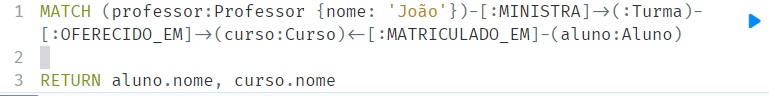 1 MATCH (professor:Professor {nome: 'João'})-[:MINISTRA]->(:Turma)-
[:OFERECIDO_EM]->(curso:Curso)<-[:MATRICULADO_EM]-(aluno:Aluno)
2
3 RETURN aluno.nome, curso.nome